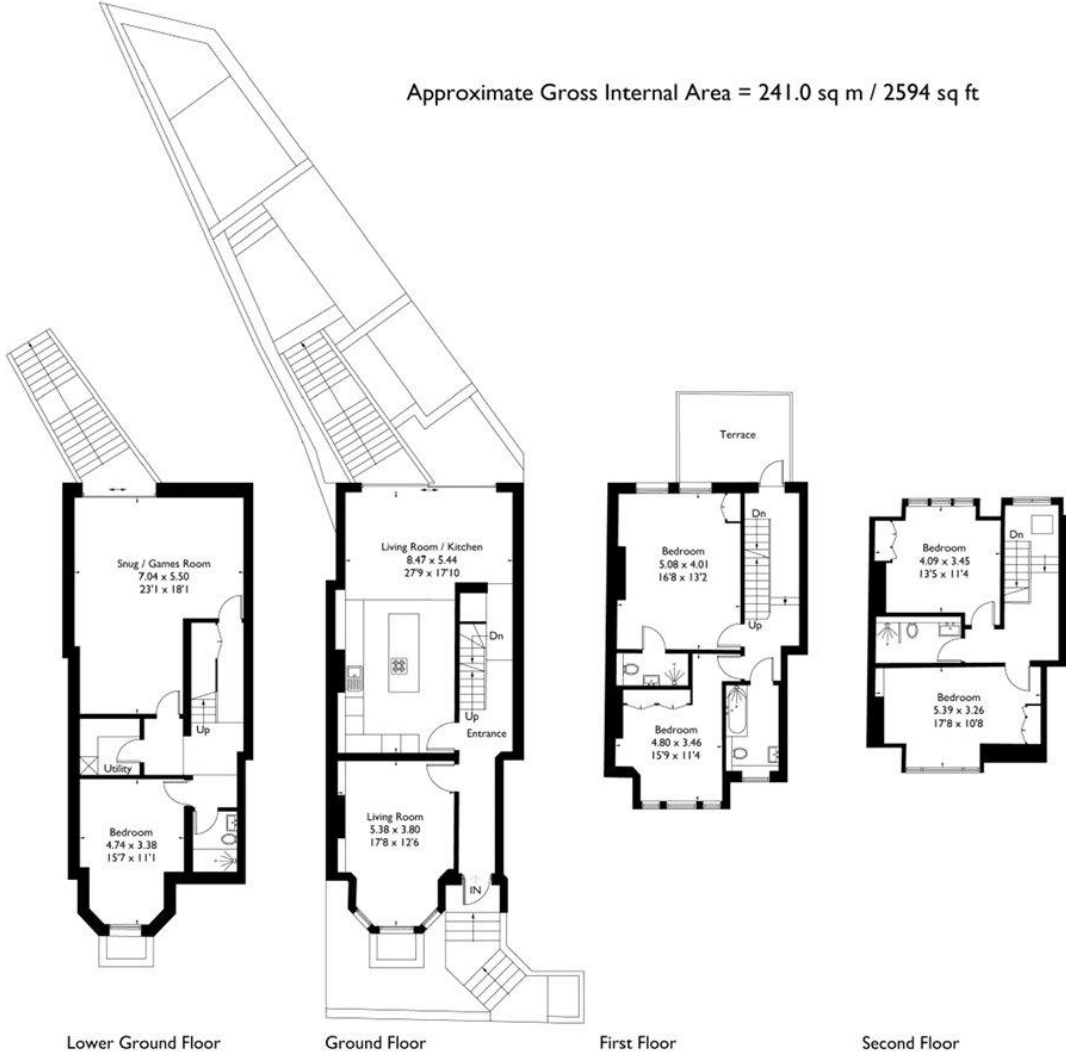 Approximate Gross Internal Area = 241.0 sq m / 2594 sq ft
Snug / Games Room
7.04 x 5.50
23'1 x 18'1
Up
Utility
Bedroom
4.74 x 3.38
15'7 x 11'1
Lower Ground Floor
Living Room / Kitchen
8.47 x 5.44
27'9 x 17'10
Dn
Up
Entrance
Living Room
5.38 x 3.80
17'8 x 12'6
IN
Ground Floor
Terrace
Dn
Bedroom
5.08 x 4.01
16'8 x 13'2
Up
Bedroom
4.80 x 3.46
15'9 x 11'4
First Floor
Dn
Bedroom
4.09 x 3.45
13'5 x 11'4
Bedroom
5.39 x 3.26
17'8 x 10'8
Second Floor